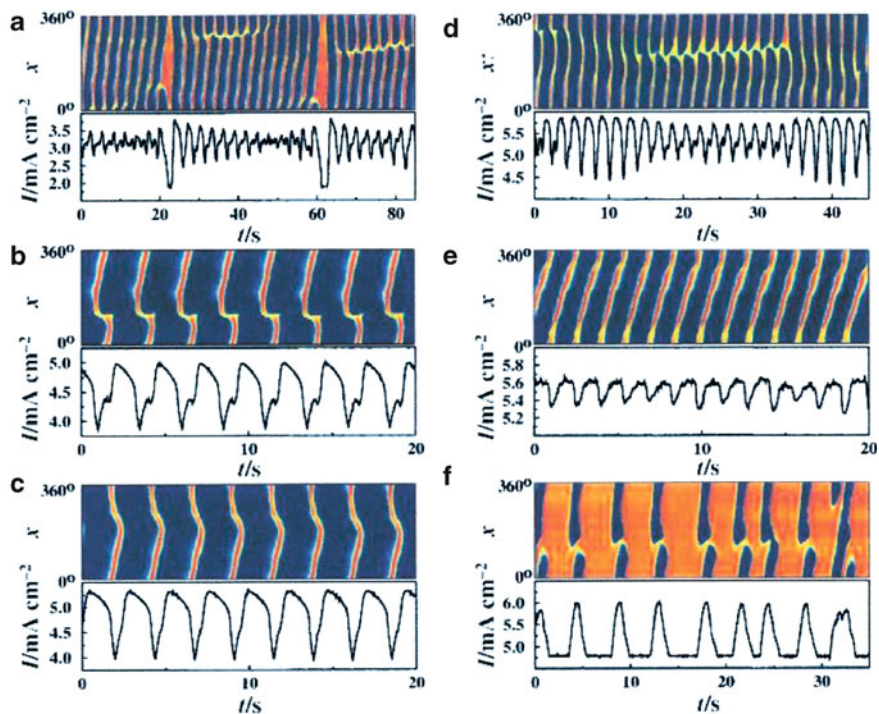 a
360°
x
0°
I/mA cm−2
3.5
3.0
2.5
2.0
0 20 40 60 80
t/s
b
360°
x
0°
I/mA cm−2
5.0
4.5
4.0
0 10 20
t/s
c
360°
x
0°
I/mA cm−2
5.0
4.5
4.0
0 10 20
t/s
d
360°
x
0°
I/mA cm−2
5.5
5.0
4.5
0 10 20 30 40
t/s
e
360°
x
0°
I/mA cm−2
5.8
5.6
5.4
5.2
0 10 20
t/s
f
360°
x
0°
I/mA cm−2
6.0
5.5
5.0
0 10 20 30
t/s